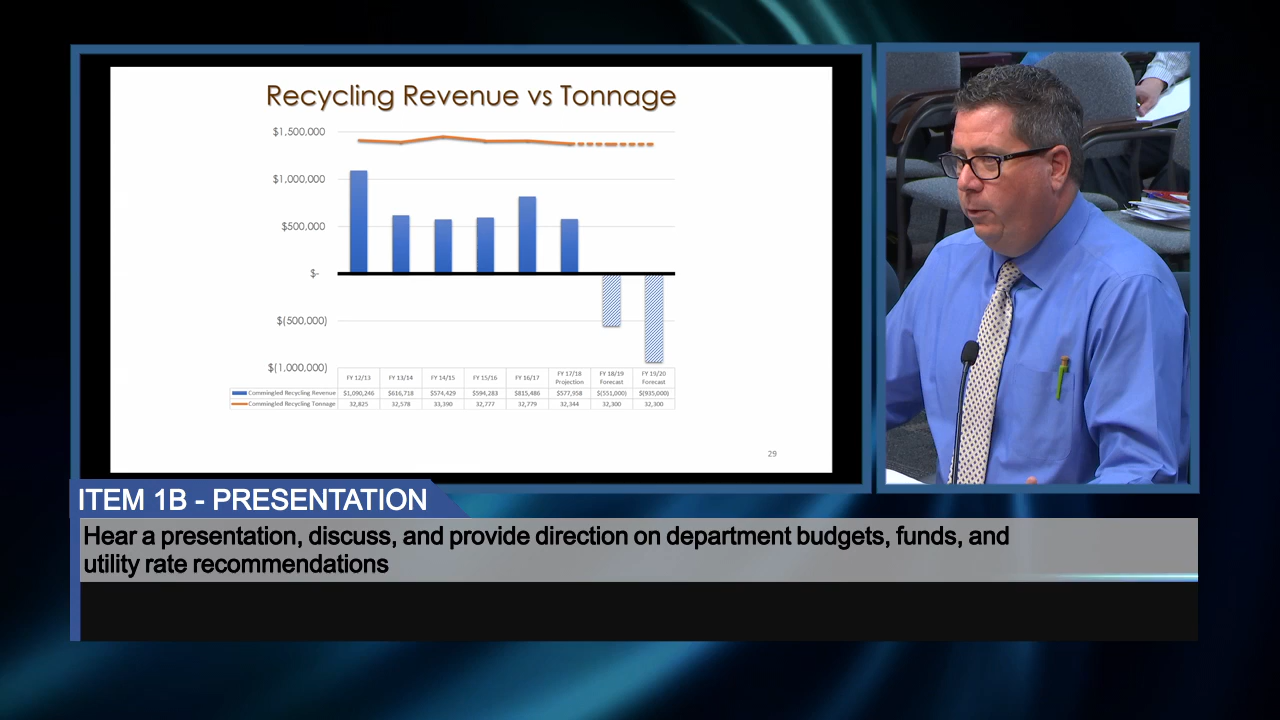 Recycling Revenue vs Tonnage
$1,500,000
$1,000,000
$500,000
$-
$(500,000)
$(1,000,000)
FY 12/13 FY 13/14 FY 14/15 FY 15/16 FY 16/17 FY 17/18 Projection FY 18/19 Forecast FY 19/20 Forecast
Commingled Recycling Revenue $1,090,246 $616,718 $574,429 $594,283 $815,486 $577,958 $(551,000) $(935,000)
Commingled Recycling Tonnage 32,825 32,578 33,390 32,777 32,779 32,344 32,300 32,300
29
ITEM 1B - PRESENTATION
Hear a presentation, discuss, and provide direction on department budgets, funds, and
utility rate recommendations